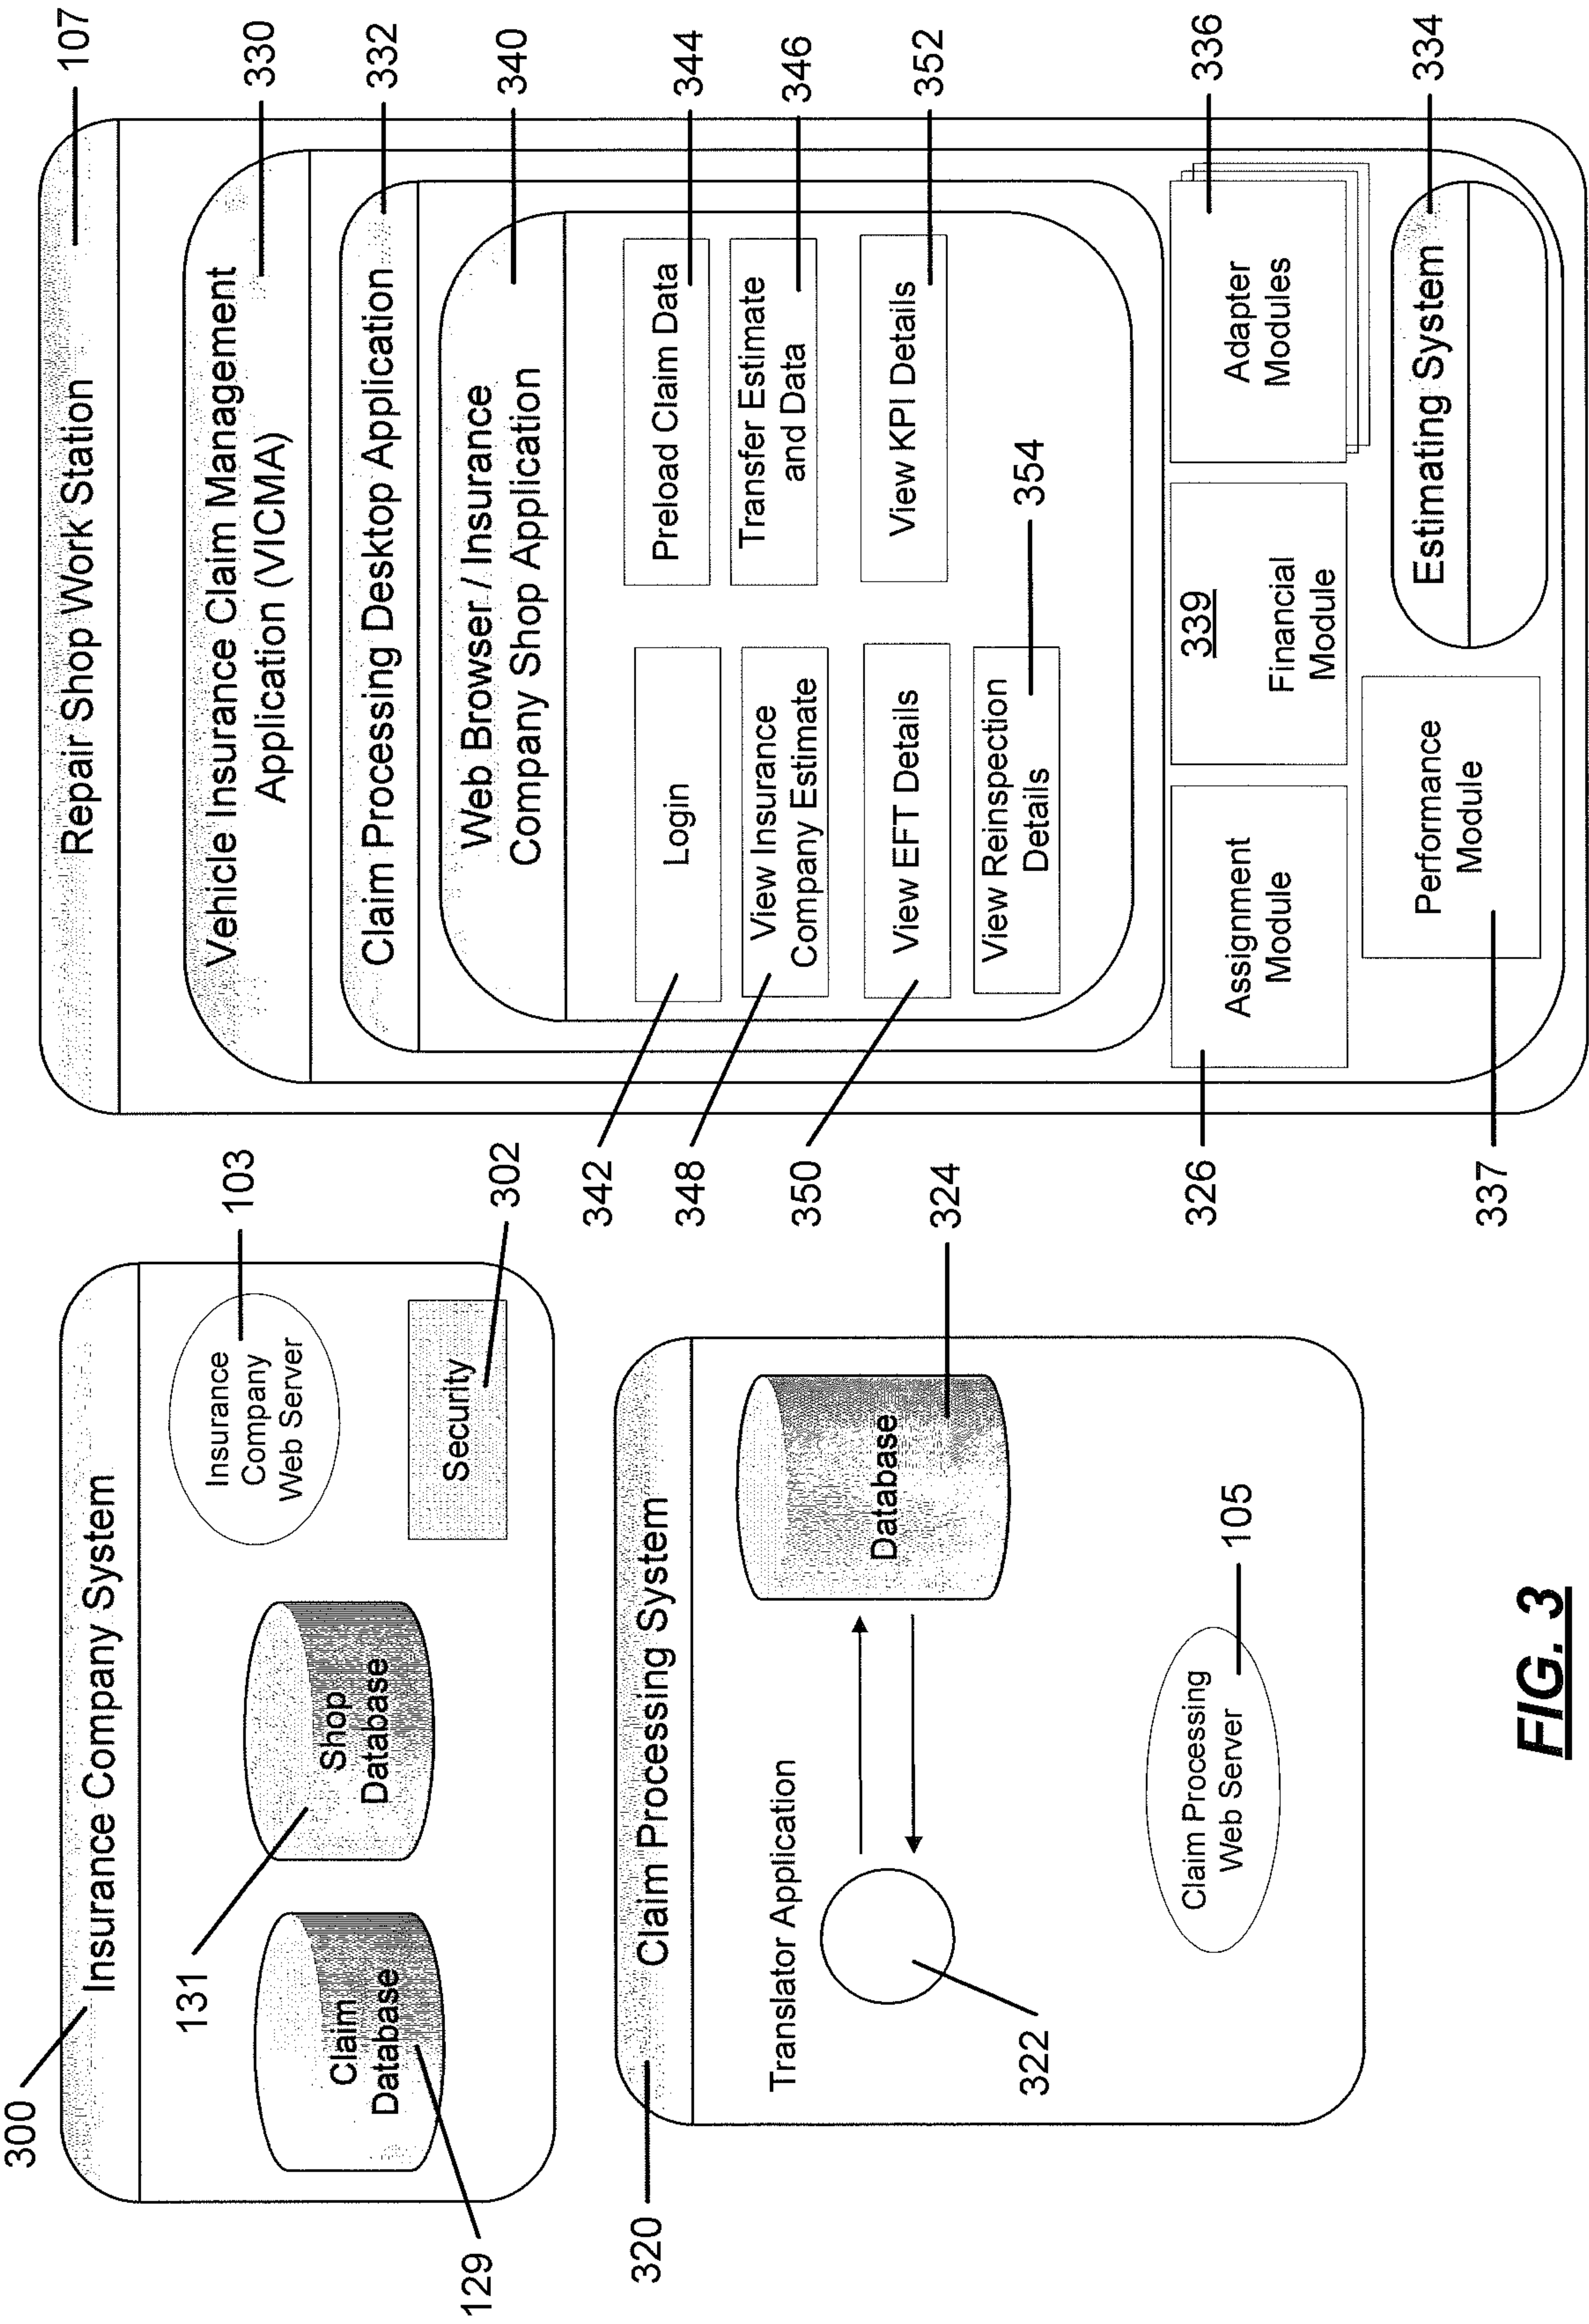 300
Insurance Company System
131
Claim
Database
129
Shop
Database
Insurance
Company
Web Server
103
Security
302
320
Claim Processing System
Translator Application
322
Database
324
Claim Processing
Web Server
105
Repair Shop Work Station
107
Vehicle Insurance Claim Management
Application (VICMA)
330
Claim Processing Desktop Application
332
Web Browser / Insurance
Company Shop Application
340
Login
342
Preload Claim Data
344
View Insurance
Company Estimate
348
Transfer Estimate
and Data
346
View EFT Details
350
View KPI Details
352
View Reinspection
Details
354
Assignment
Module
326
339
Financial
Module
Adapter
Modules
336
Performance
Module
337
Estimating System
334
FIG. 3